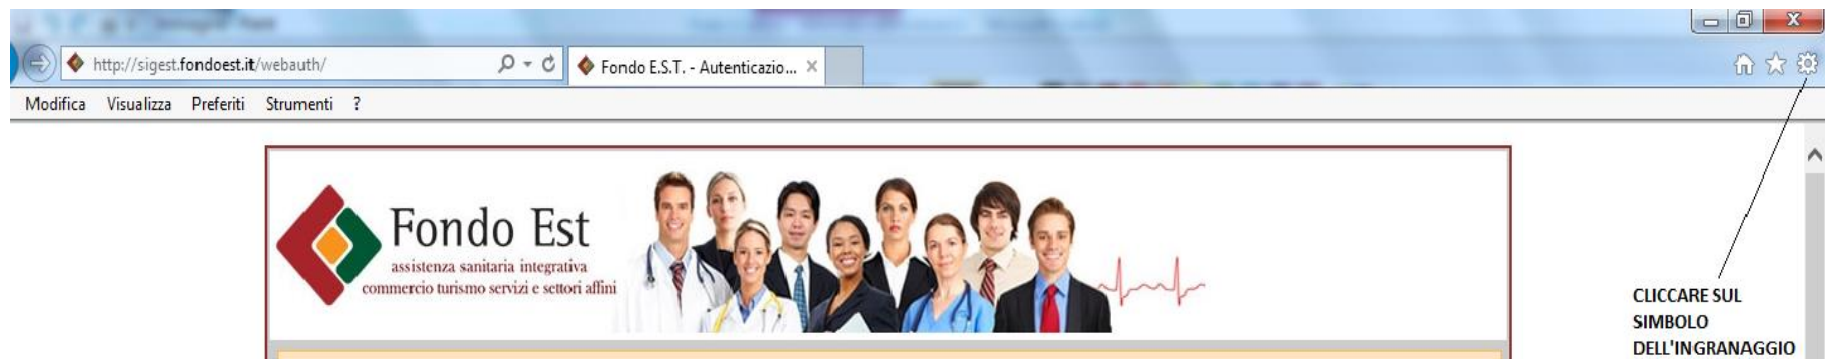 http://sigest.fondoest.it/webauth/
Fondo E.S.T. - Autenticazio...
Modifica Visualizza Preferiti Strumenti ?
Fondo Est
assistenza sanitaria integrativa
commercio turismo servizi e settori affini
CLICCARE SUL
SIMBOLO
DELL'INGRANAGGIO